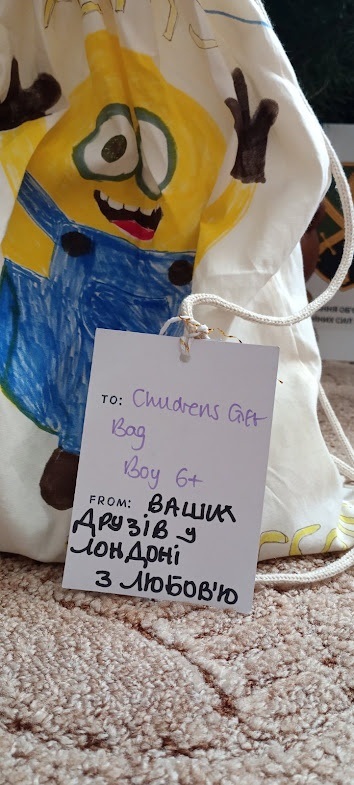 TO: Childrens Gift
Bag
Boy 6+
FROM: ВАШИХ
ДРУЗІВ У
ЛОНДОНІ
З ЛЮБОВ'Ю